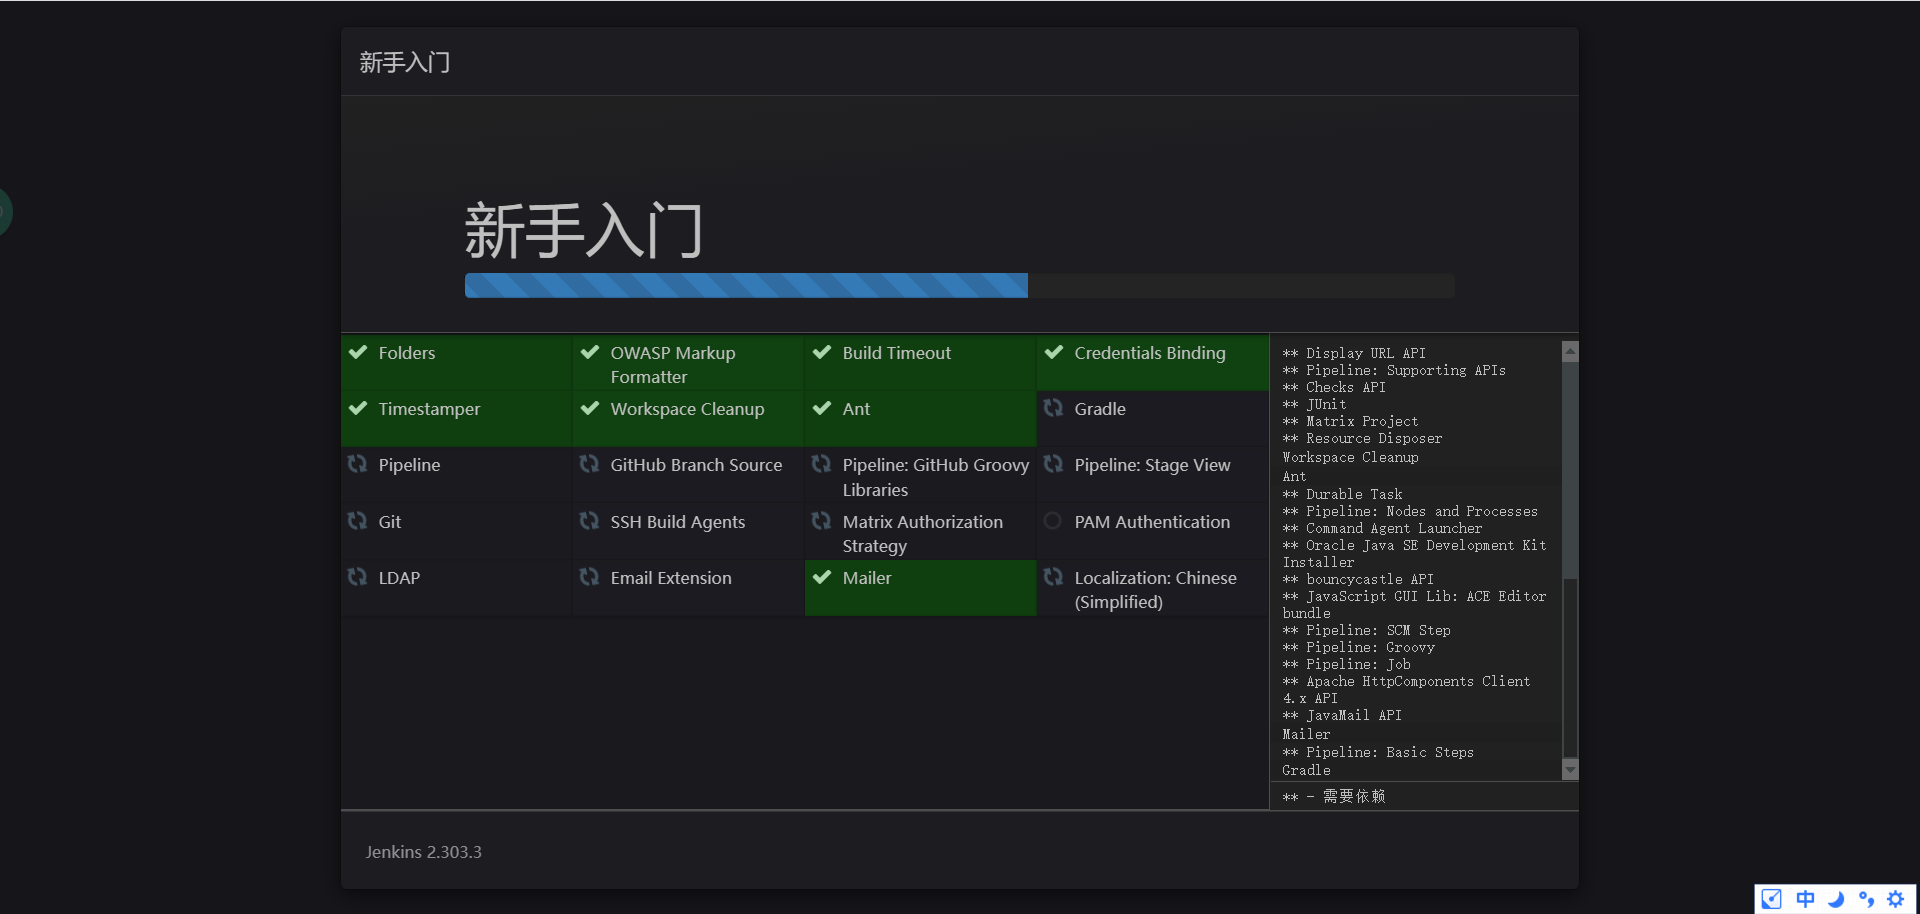 新手入门
新手入门
Folders
OWASP Markup
Formatter
Build Timeout
Credentials Binding
Timestamper
Workspace Cleanup
Ant
Gradle
Pipeline
GitHub Branch Source
Pipeline: GitHub Groovy
Libraries
Pipeline: Stage View
Git
SSH Build Agents
Matrix Authorization
Strategy
PAM Authentication
LDAP
Email Extension
Mailer
Localization: Chinese
(Simplified)
** Display URL API
** Pipeline: Supporting APIs
** Checks API
** JUnit
** Matrix Project
** Resource Disposer
Workspace Cleanup
Ant
** Durable Task
** Pipeline: Nodes and Processes
** Command Agent Launcher
** Oracle Java SE Development Kit
Installer
** bouncycastle API
** JavaScript GUI Lib: ACE Editor
bundle
** Pipeline: SCM Step
** Pipeline: Groovy
** Pipeline: Job
** Apache HttpComponents Client
4.x API
** JavaMail API
Mailer
** Pipeline: Basic Steps
Gradle
** - 需要依赖
Jenkins 2.303.3
中